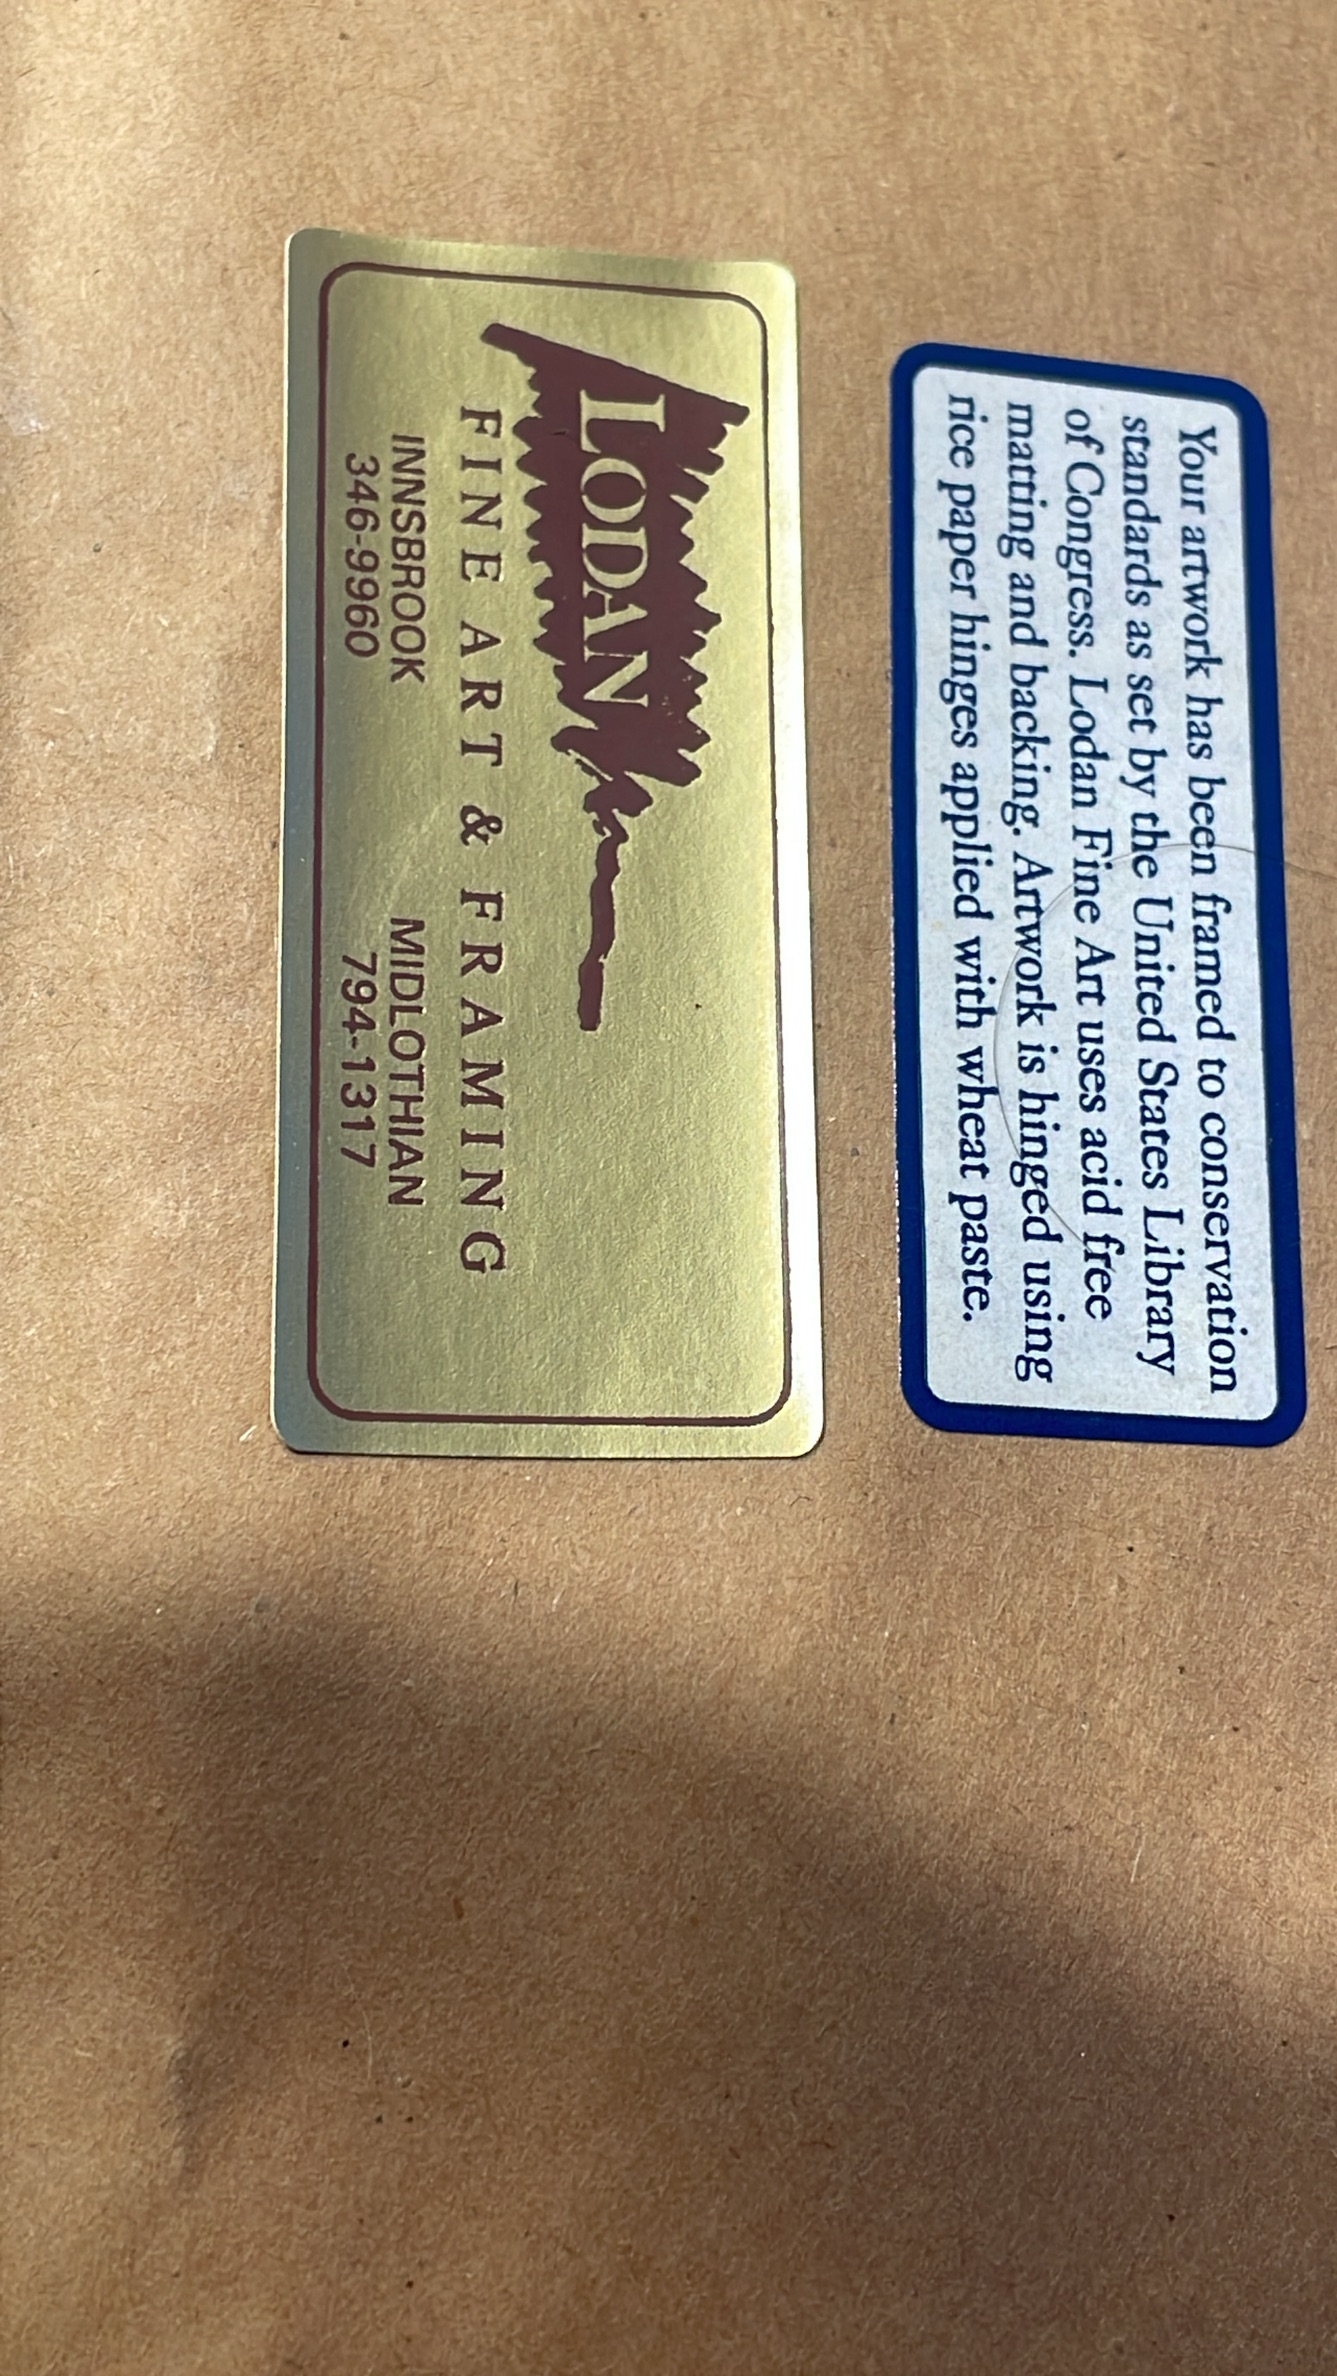 Your artwork has been framed to conservation
standards as set by the United States Library
of Congress. Lodan Fine Art uses acid free
matting and backing. Artwork is hinged using
rice paper hinges applied with wheat paste.
LODAN
FINE ART & FRAMING
INNSBROOK MIDLOTHIAN
346-9960 794-1317